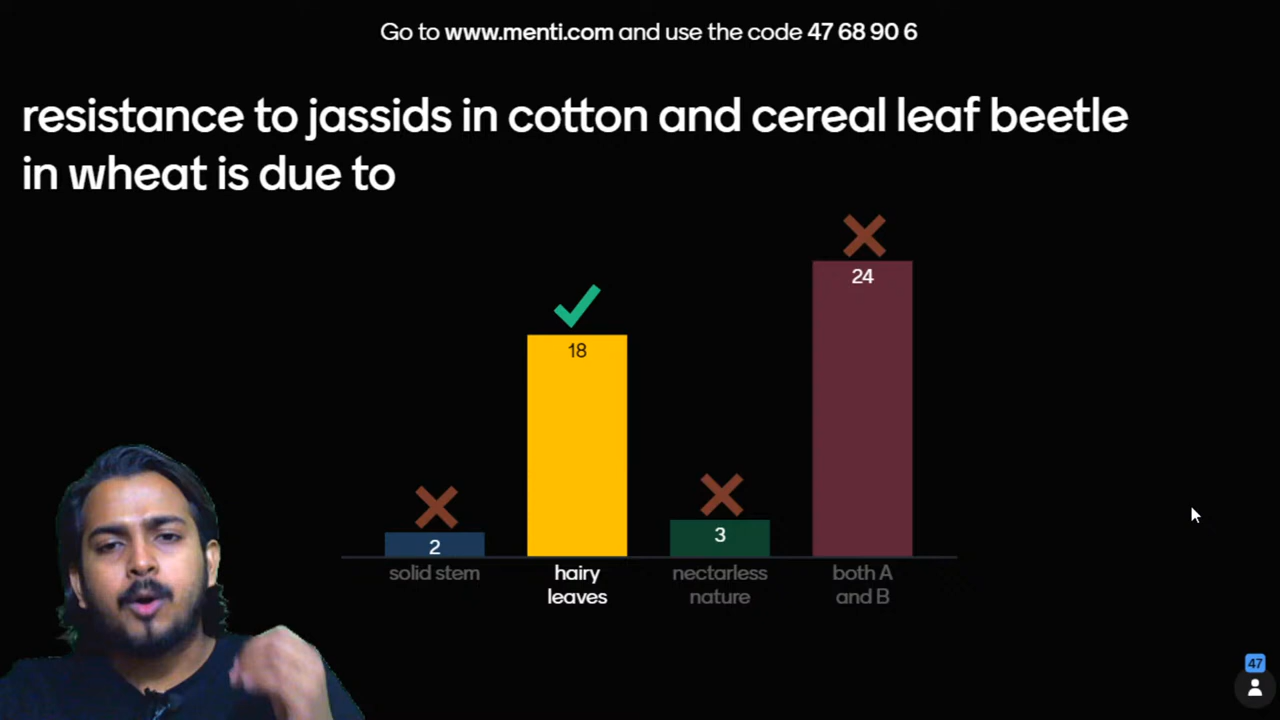 Go to www.menti.com and use the code 47 68 90 6
resistance to jassids in cotton and cereal leaf beetle
in wheat is due to
24
18
3
2
solid stem
hairy
leaves
nectarless
nature
both A
and B
47